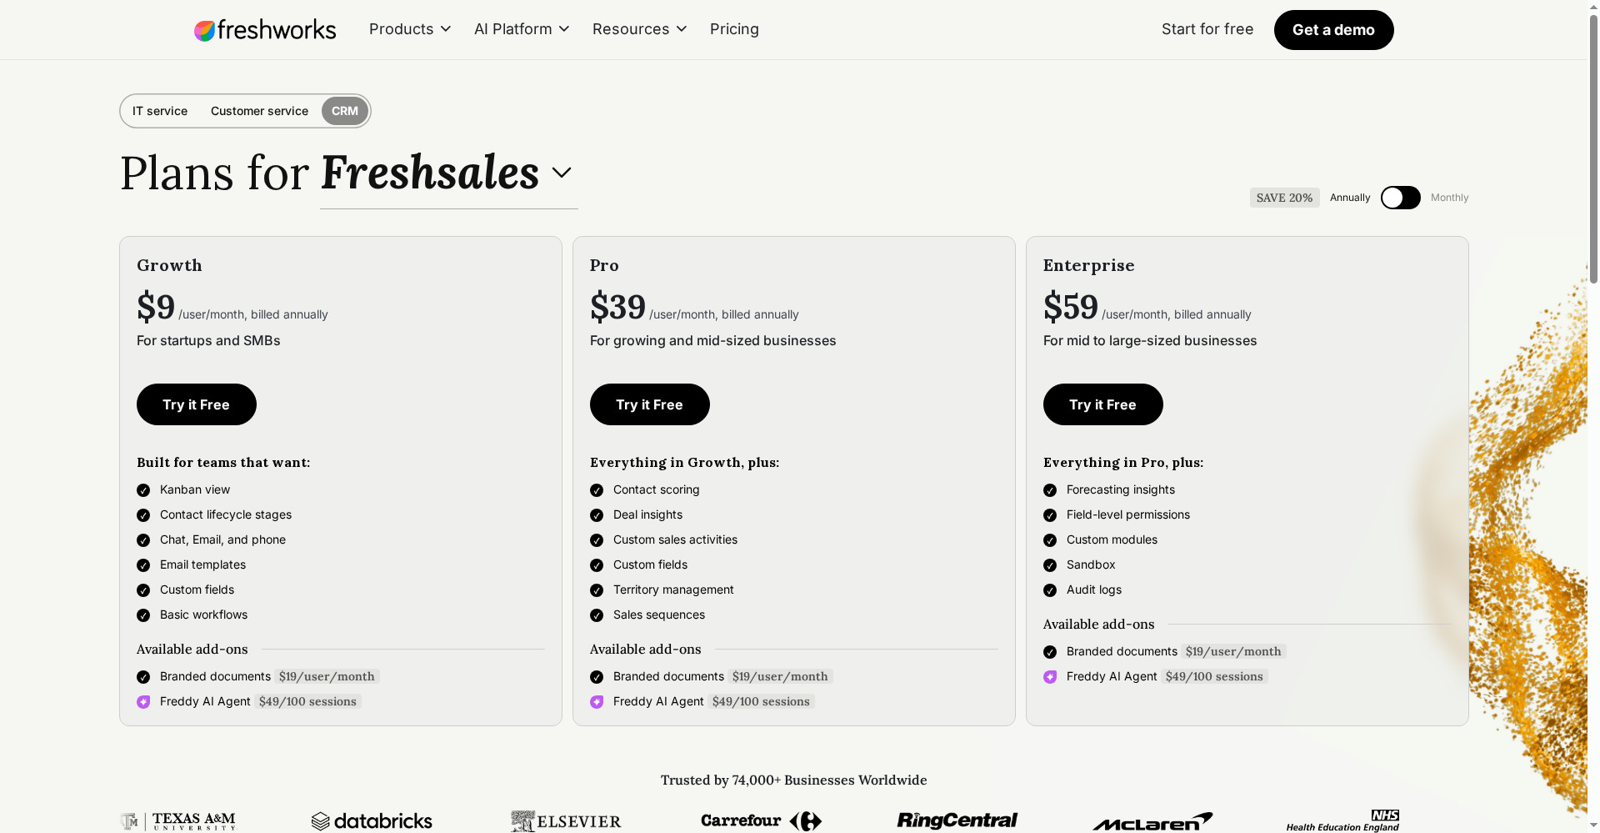 freshworks Products AI Platform Resources Pricing Start for free Get a demo
IT service Customer service CRM
Plans for Freshsales
SAVE 20% Annually Monthly
Growth
$9 /user/month, billed annually
For startups and SMBs
Try it Free
Built for teams that want:
Kanban view
Contact lifecycle stages
Chat, Email, and phone
Email templates
Custom fields
Basic workflows
Available add-ons
Branded documents $19/user/month
Freddy AI Agent $49/100 sessions
Pro
$39 /user/month, billed annually
For growing and mid-sized businesses
Try it Free
Everything in Growth, plus:
Contact scoring
Deal insights
Custom sales activities
Custom fields
Territory management
Sales sequences
Available add-ons
Branded documents $19/user/month
Freddy AI Agent $49/100 sessions
Enterprise
$59 /user/month, billed annually
For mid to large-sized businesses
Try it Free
Everything in Pro, plus:
Forecasting insights
Field-level permissions
Custom modules
Sandbox
Audit logs
Available add-ons
Branded documents $19/user/month
Freddy AI Agent $49/100 sessions
Trusted by 74,000+ Businesses Worldwide
TEXAS A&M
UNIVERSITY
databricks
ELSEVIER
Carrefour
RingCentral
McLaren
NHS
Health Education England